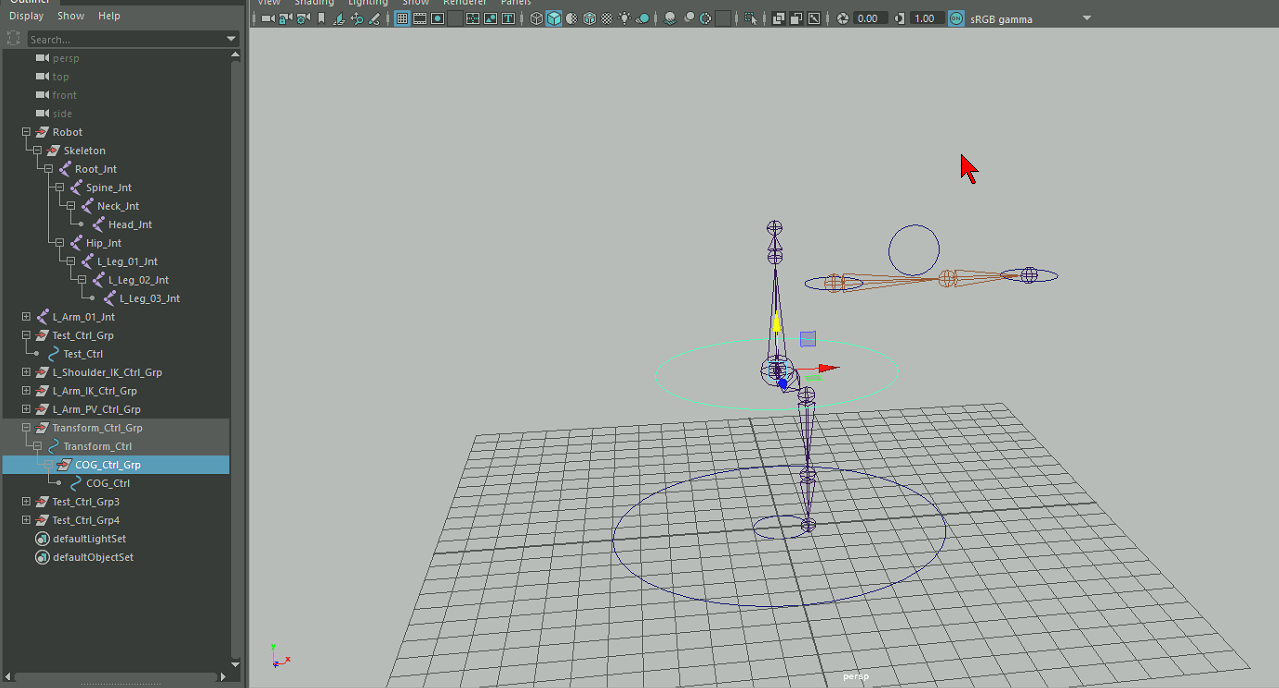 Outliner
Display Show Help
View Shading Lighting Show Renderer Panels
0.00 1.00 ON sRGB gamma
Search...
persp
top
front
side
Robot
Skeleton
Root_Jnt
Spine_Jnt
Neck_Jnt
Head_Jnt
Hip_Jnt
L_Leg_01_Jnt
L_Leg_02_Jnt
L_Leg_03_Jnt
L_Arm_01_Jnt
Test_Ctrl_Grp
Test_Ctrl
L_Shoulder_IK_Ctrl_Grp
L_Arm_IK_Ctrl_Grp
L_Arm_PV_Ctrl_Grp
Transform_Ctrl_Grp
Transform_Ctrl
COG_Ctrl_Grp
COG_Ctrl
Test_Ctrl_Grp3
Test_Ctrl_Grp4
defaultLightSet
defaultObjectSet
Y
X
persp